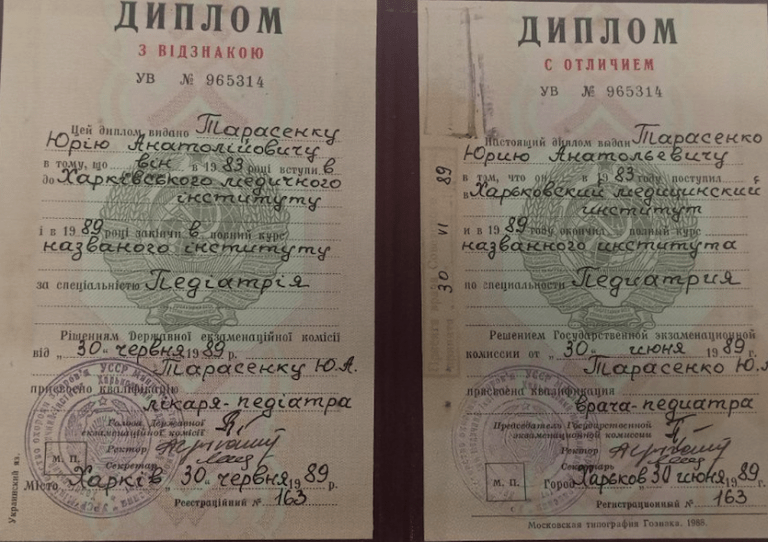 ДИПЛОМ
З ВІДЗНАКОЮ
УВ № 965314
Цей диплом видано Тарасенку
Юрію Анатолійовичу
в тому, що він в 1983 році вступив
до Харківського медичного
інституту
і в 1989 році закінчив повний курс
названого інституту
за спеціальністю Педіатрія
Рішенням Державної екзаменаційної комісії
від „30“ червня 1989 р.
Тарасенку Ю.А.
присвоєно кваліфікацію
лікаря-педіатра
Голова Державної
екзаменаційної комісії
Ректор
Секретар
М. П.
Місто Харків „30“ червня 1989 р.
Реєстраційний № 163
Украинский яз.
ДИПЛОМ
С ОТЛИЧИЕМ
УВ № 965314
Настоящий диплом выдан Тарасенко
Юрию Анатольевичу
в том, что он в 1983 году поступил
в Харьковский медицинский
институт
и в 1989 году окончил полный курс
названного института
по специальности Педиатрия
Решением Государственной экзаменационной
комиссии от „30“ июня 1989 г.
Тарасенко Ю.
присвоена квалификация
врача-педиатра
Председатель Государственной
экзаменационной комиссии
Ректор
Секретарь
М. П.
Город Харьков 30 июня 1989 г.
Регистрационный № 163
Московская типография Гознака. 1988.
30 VI 89